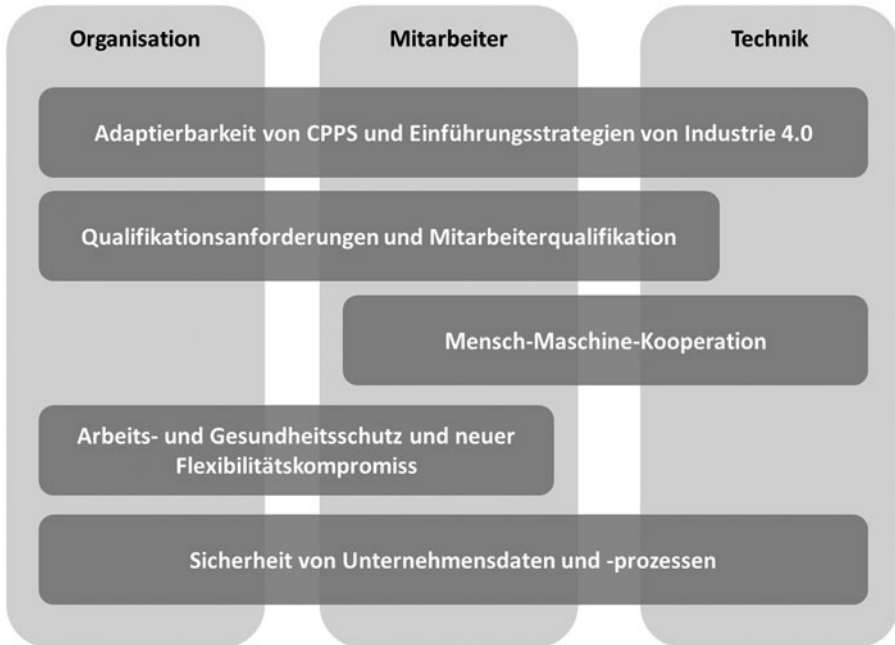 Organisation
Mitarbeiter
Technik
Adaptierbarkeit von CPPS und Einführungsstrategien von Industrie 4.0
Qualifikationsanforderungen und Mitarbeiterqualifikation
Mensch-Maschine-Kooperation
Arbeits- und Gesundheitsschutz und neuer
Flexibilitätskompromiss
Sicherheit von Unternehmensdaten und -prozessen